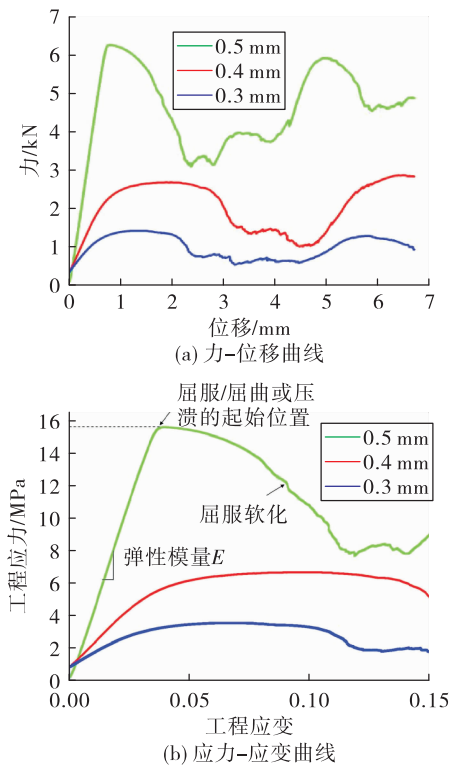 7
6
5
4
3
2
1
0
力/kN
0.5 mm
0.4 mm
0.3 mm
0 1 2 3 4 5 6 7
位移/mm
(a) 力-位移曲线
屈服/屈曲或压
溃的起始位置
16
14
12
10
8
6
4
2
0
工程应力/MPa
0.5 mm
0.4 mm
0.3 mm
屈服软化
弹性模量E
0.00 0.05 0.10 0.15
工程应变
(b) 应力-应变曲线